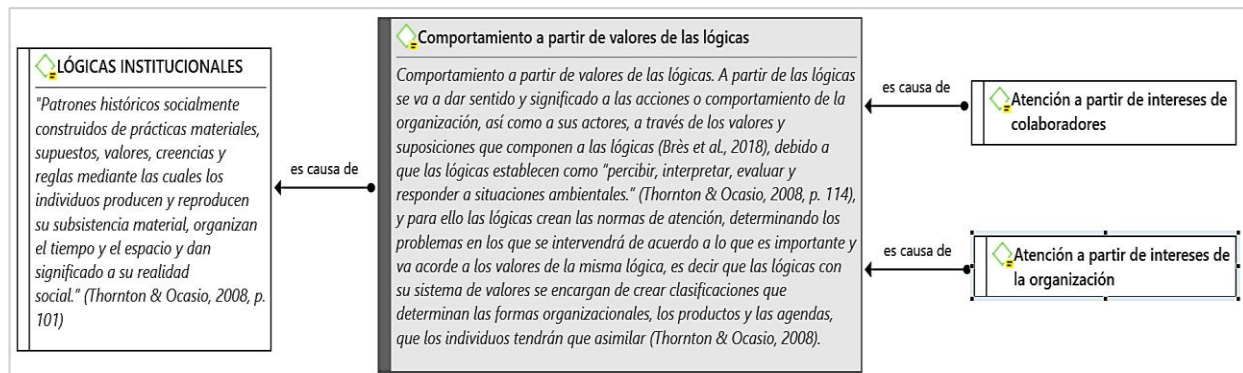 LÓGICAS INSTITUCIONALES
"Patrones históricos socialmente
construidos de prácticas materiales,
supuestos, valores, creencias y
reglas mediante las cuales los
individuos producen y reproducen
su subsistencia material, organizan
el tiempo y el espacio y dan
significado a su realidad
social." (Thornton & Ocasio, 2008, p.
101)
es causa de
Comportamiento a partir de valores de las lógicas
Comportamiento a partir de valores de las lógicas. A partir de las lógicas
se va a dar sentido y significado a las acciones o comportamiento de la
organización, así como a sus actores, a través de los valores y
suposiciones que componen a las lógicas (Brès et al., 2018), debido a
que las lógicas establecen como "percibir, interpretar, evaluar y
responder a situaciones ambientales." (Thornton & Ocasio, 2008, p. 114),
y para ello las lógicas crean las normas de atención, determinando los
problemas en los que se intervendrá de acuerdo a lo que es importante y
va acorde a los valores de la misma lógica, es decir que las lógicas con
su sistema de valores se encargan de crear clasificaciones que
determinan las formas organizacionales, los productos y las agendas,
que los individuos tendrán que asimilar (Thornton & Ocasio, 2008).
es causa de
Atención a partir de intereses de
colaboradores
es causa de
Atención a partir de intereses de
la organización